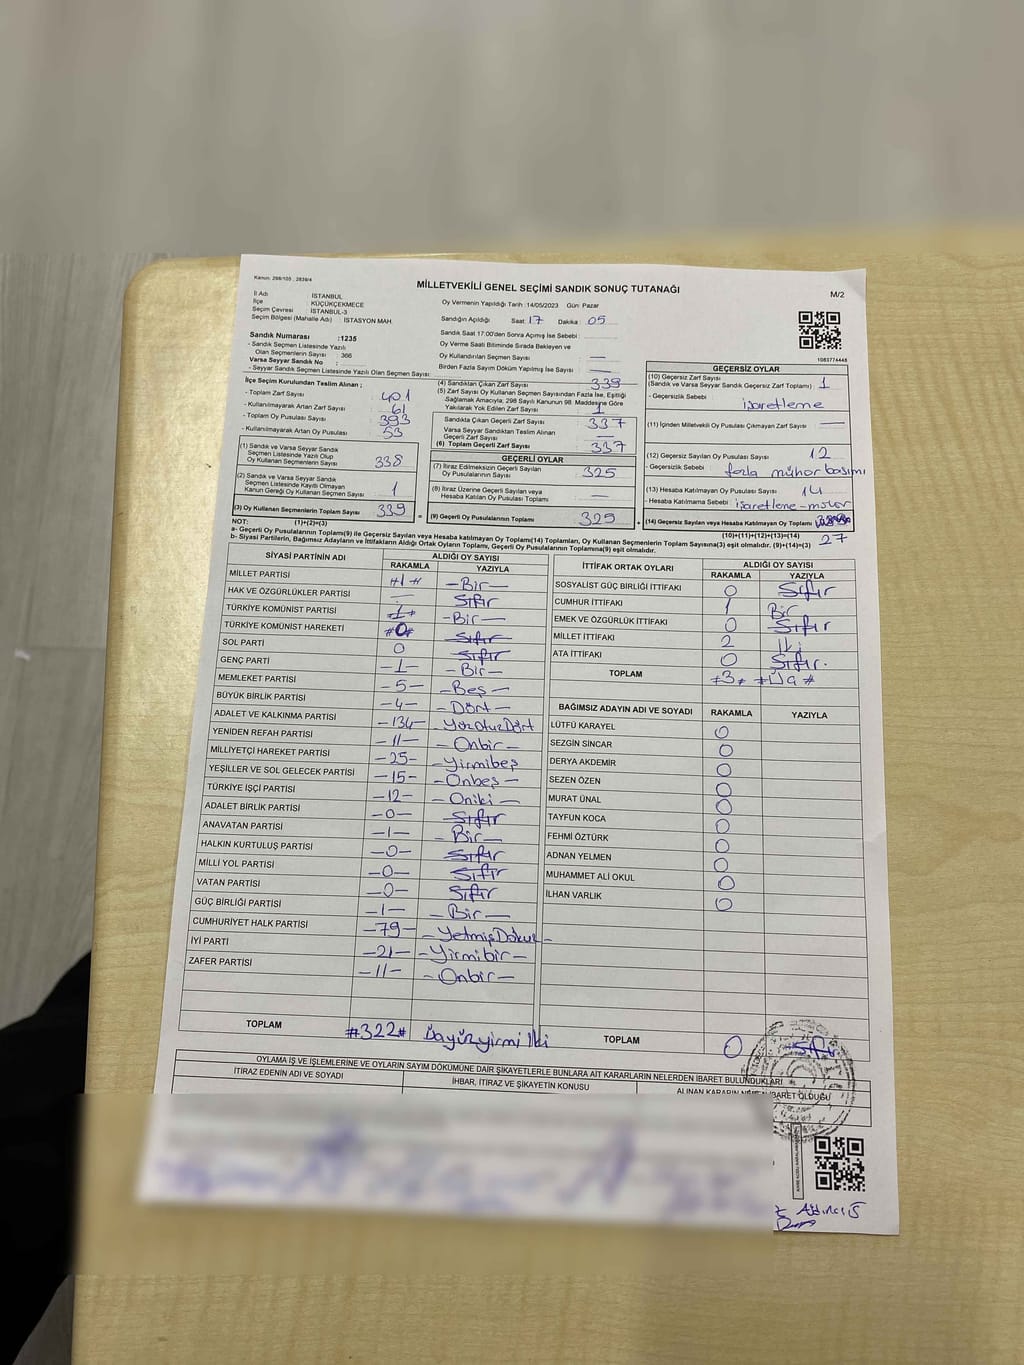 Kanun: 298/105 , 2839/4
MİLLETVEKİLİ GENEL SEÇİMİ SANDIK SONUÇ TUTANAĞI
M/2
İl Adı : İSTANBUL
İlçe : KÜÇÜKÇEKMECE
Seçim Çevresi : İSTANBUL-3
Seçim Bölgesi (Mahalle Adı) : İSTASYON MAH.
Oy Vermenin Yapıldığı Tarih :14/05/2023 Gün: Pazar
Sandığın Açıldığı Saat: 17 Dakika : 05
Sandık Saat 17:00'den Sonra Açılmış İse Sebebi :
Oy Verme Saati Bitiminde Sırada Bekleyen ve
Oy Kullandırılan Seçmen Sayısı : —
Birden Fazla Sayım Döküm Yapılmış İse Sayısı : —
1083774448
Sandık Numarası :1235
- Sandık Seçmen Listesinde Yazılı
Olan Seçmenlerin Sayısı : 366
Varsa Seyyar Sandık No :
- Seyyar Sandık Seçmen Listesinde Yazılı Olan Seçmen Sayısı:
İlçe Seçim Kurulundan Teslim Alınan ;
- Toplam Zarf Sayısı : 401
- Kullanılmayarak Artan Zarf Sayısı : 61
- Toplam Oy Pusulası Sayısı : 393
- Kullanılmayarak Artan Oy Pusulası : 53
(1) Sandık ve Varsa Seyyar Sandık
Seçmen Listesinde Yazılı Olup
Oy Kullanan Seçmenlerin Sayısı 338
(2) Sandık ve Varsa Seyyar Sandık
Seçmen Listesinde Kayıtlı Olmayan
Kanun Gereği Oy Kullanan Seçmen Sayısı 1
(3) Oy Kullanan Seçmenlerin Toplam Sayısı 339
(1)+(2)=(3)
(4) Sandıktan Çıkan Zarf Sayısı : 339
(5) Zarf Sayısı Oy Kullanan Seçmen Sayısından Fazla İse, Eşitliği
Sağlamak Amacıyla; 298 Sayılı Kanunun 98. Maddesine Göre
Yakılarak Yok Edilen Zarf Sayısı : 1
Sandıkta Çıkan Geçerli Zarf Sayısı : 337
Varsa Seyyar Sandıktan Teslim Alınan
Geçerli Zarf Sayısı : —
(6) Toplam Geçerli Zarf Sayısı : 337
GEÇERLİ OYLAR
(7) İtiraz Edilmeksizin Geçerli Sayılan
Oy Pusulalarının Sayısı : 325
(8) İtiraz Üzerine Geçerli Sayılan veya
Hesaba Katılan Oy Pusulası Toplamı : —
= (9) Geçerli Oy Pusulalarının Toplamı : 325
GEÇERSİZ OYLAR
(10) Geçersiz Zarf Sayısı
(Sandık ve Varsa Seyyar Sandık Geçersiz Zarf Toplamı) : 1
- Geçersizlik Sebebi : işaretleme
(11) İçinden Milletvekili Oy Pusulası Çıkmayan Zarf Sayısı : —
(12) Geçersiz Sayılan Oy Pusulası Sayısı : 12
- Geçersizlik Sebebi : fazla mühür basımı
(13) Hesaba Katılmayan Oy Pusulası Sayısı : 14
- Hesaba Katılmama Sebebi :
+ (14) Geçersiz Sayılan veya Hesaba Katılmayan Oy Toplamı
(10)+(11)+(12)+(13)=(14) 27
NOT:
a- Geçerli Oy Pusulalarının Toplamı(9) ile Geçersiz Sayılan veya Hesaba Katılmayan Oy Toplamı(14) Toplamları, Oy Kullanan Seçmenlerin Toplam Sayısına(3) eşit olmalıdır. (9)+(14)=(3)
b- Siyasi Partilerin, Bağımsız Adayların ve İttifakların Aldığı Ortak Oyların Toplamı, Geçerli Oy Pusulalarının Toplamına(9) eşit olmalıdır.
SİYASİ PARTİNİN ADI ALDIĞI OY SAYISI
RAKAMLA YAZIYLA
MİLLET PARTİSİ #1# —Bir—
HAK VE ÖZGÜRLÜKLER PARTİSİ — Sıfır
TÜRKİYE KOMÜNİST PARTİSİ #1# —Bir—
TÜRKİYE KOMÜNİST HAREKETİ #0# Sıfır
SOL PARTİ 0 Sıfır
GENÇ PARTİ —1— —Bir—
MEMLEKET PARTİSİ —5— —Beş—
BÜYÜK BİRLİK PARTİSİ —4— —Dört—
ADALET VE KALKINMA PARTİSİ —134— YüzOtuzDört
YENİDEN REFAH PARTİSİ —11— —Onbir—
MİLLİYETÇİ HAREKET PARTİSİ —25— —Yirmibeş
YEŞİLLER VE SOL GELECEK PARTİSİ —15— —Onbeş—
TÜRKİYE İŞÇİ PARTİSİ —12— —Oniki—
ADALET BİRLİK PARTİSİ —0— Sıfır
ANAVATAN PARTİSİ —1— —Bir—
HALKIN KURTULUŞ PARTİSİ —0— Sıfır
MİLLİ YOL PARTİSİ —0— Sıfır
VATAN PARTİSİ —0— Sıfır
GÜÇ BİRLİĞİ PARTİSİ —1— —Bir—
CUMHURİYET HALK PARTİSİ —79— —YetmişDokuz—
İYİ PARTİ —21— —Yirmibir—
ZAFER PARTİSİ —11— —Onbir—
TOPLAM #322# Üçyüzyirmi İki
İTTİFAK ORTAK OYLARI ALDIĞI OY SAYISI
RAKAMLA YAZIYLA
SOSYALİST GÜÇ BİRLİĞİ İTTİFAKI 0 Sıfır
CUMHUR İTTİFAKI 1 Bir
EMEK VE ÖZGÜRLÜK İTTİFAKI 0 Sıfır
MİLLET İTTİFAKI 2 İki
ATA İTTİFAKI 0 Sıfır.
TOPLAM #3# #Üç#
BAĞIMSIZ ADAYIN ADI VE SOYADI RAKAMLA YAZIYLA
LÜTFÜ KARAYEL 0
SEZGİN SİNCAR 0
DERYA AKDEMİR 0
SEZEN ÖZEN 0
MURAT ÜNAL 0
TAYFUN KOCA 0
FEHMİ ÖZTÜRK 0
ADNAN YELMEN 0
MUHAMMET ALİ OKUL 0
İLHAN VARLIK 0
TOPLAM 0 Sıfır
OYLAMA İŞ VE İŞLEMLERİNE VE OYLARIN SAYIM DÖKÜMÜNE DAİR ŞİKAYETLERLE BUNLARA AİT KARARLARIN NELERDEN İBARET BULUNDUKLARI
İTİRAZ EDENİN ADI VE SOYADI İHBAR, İTİRAZ VE ŞİKAYETİN KONUSU ALINAN KARARIN NEDEN İBARET OLDUĞU